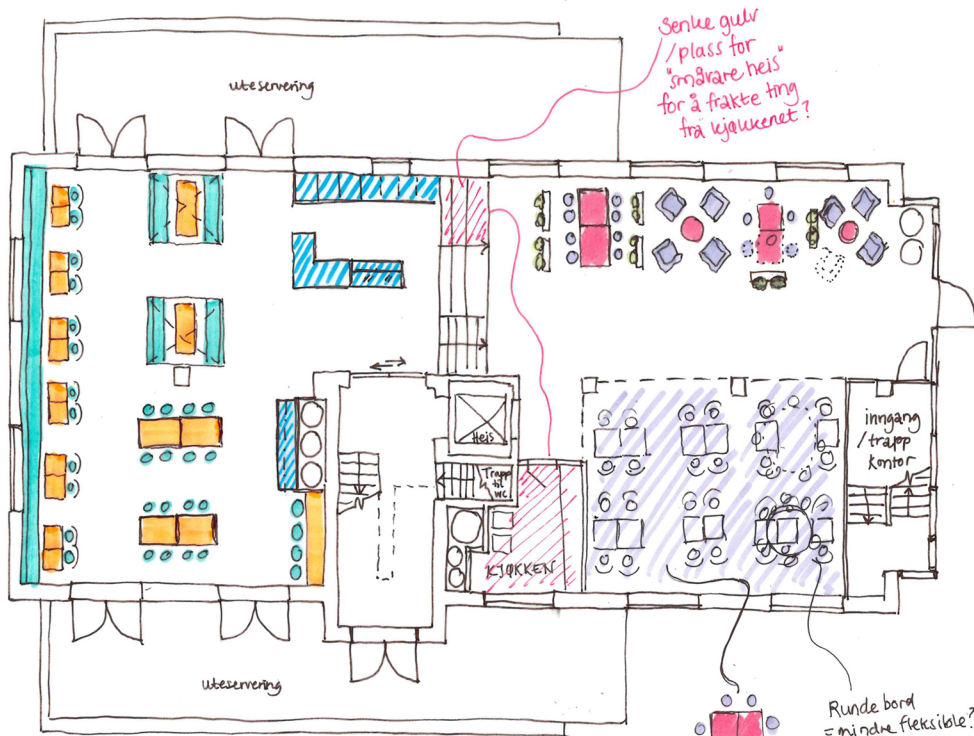 Senke gulv
/plass for
"småvare heis"
for å frakte ting
frå kjøkkenet?
uteservering
Heis
Trapp
til
WC.
KJØKKEN
inngang
/trapp
kontor
uteservering
Runde bord
= mindre fleksible?